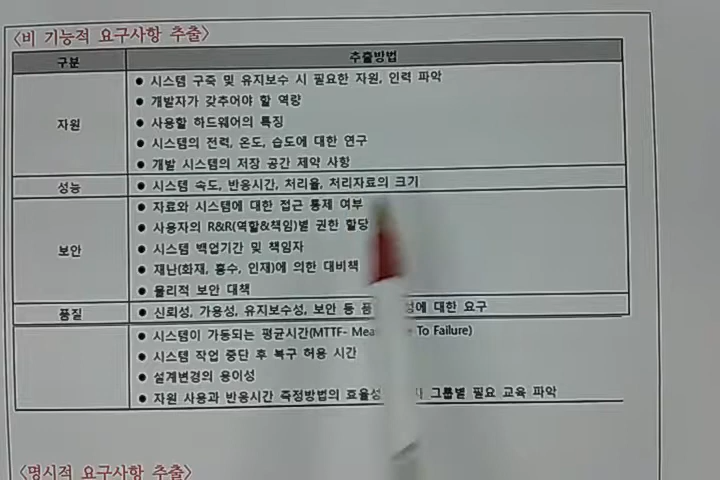 <비 기능적 요구사항 추출>
구분 추출방법
자원
● 시스템 구축 및 유지보수 시 필요한 자원, 인력 파악
● 개발자가 갖추어야 할 역량
● 사용할 하드웨어의 특징
● 시스템의 전력, 온도, 습도에 대한 연구
● 개발 시스템의 저장 공간 제약 사항
성능
● 시스템 속도, 반응시간, 처리율, 처리자료의 크기
보안
● 자료와 시스템에 대한 접근 통제 여부
● 사용자의 R&R(역할&책임)별 권한 할당
● 시스템 백업기간 및 책임자
● 재난(화재, 홍수, 인재)에 의한 대비책
● 물리적 보안 대책
품질
● 신뢰성, 가용성, 유지보수성, 보안 등 대한 요구
● 시스템이 가동되는 평균시간(MTTF- To Failure)
● 시스템 작업 중단 후 복구 허용 시간
● 설계변경의 용이성
● 자원 사용과 반응시간 측정방법의 그룹별 필요 교육 파악
<명시적 요구사항 추출>